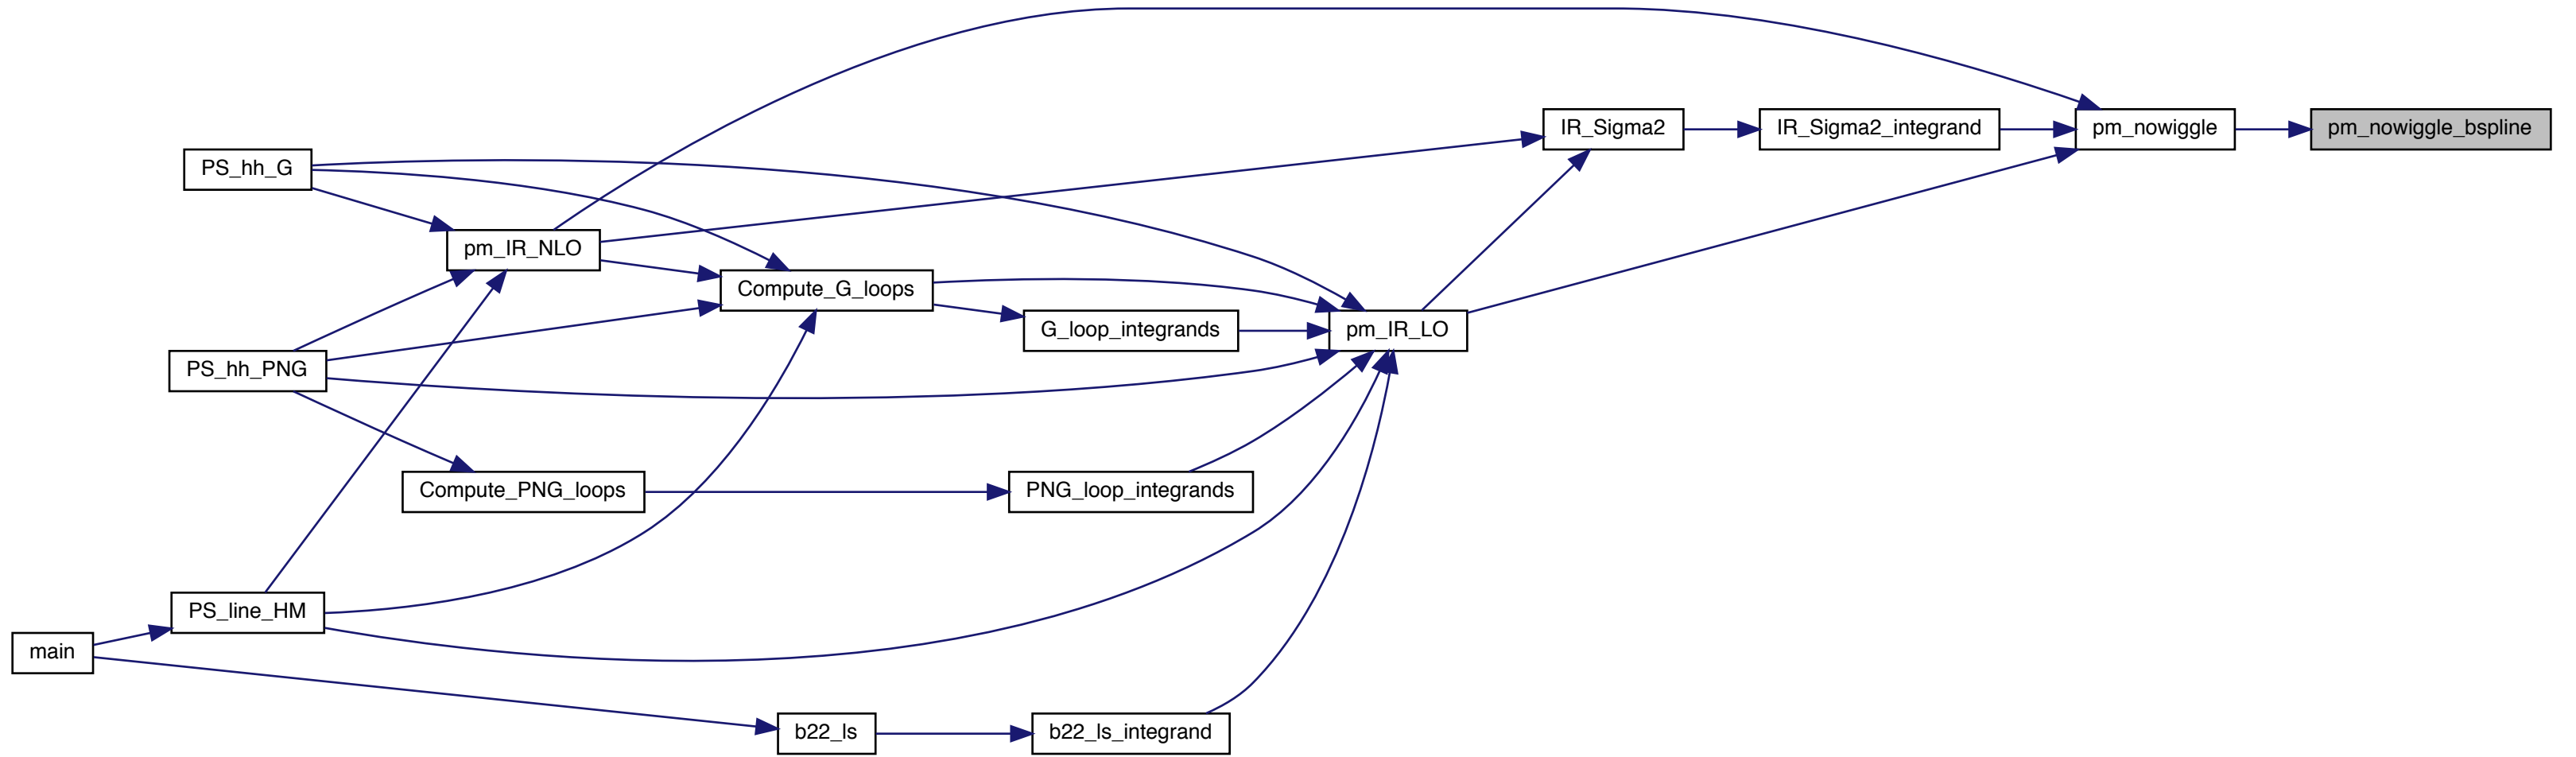 IR_Sigma2
IR_Sigma2_integrand
pm_nowiggle
pm_nowiggle_bspline
PS_hh_G
pm_IR_NLO
Compute_G_loops
G_loop_integrands
pm_IR_LO
PS_hh_PNG
Compute_PNG_loops
PNG_loop_integrands
PS_line_HM
main
b22_ls
b22_ls_integrand